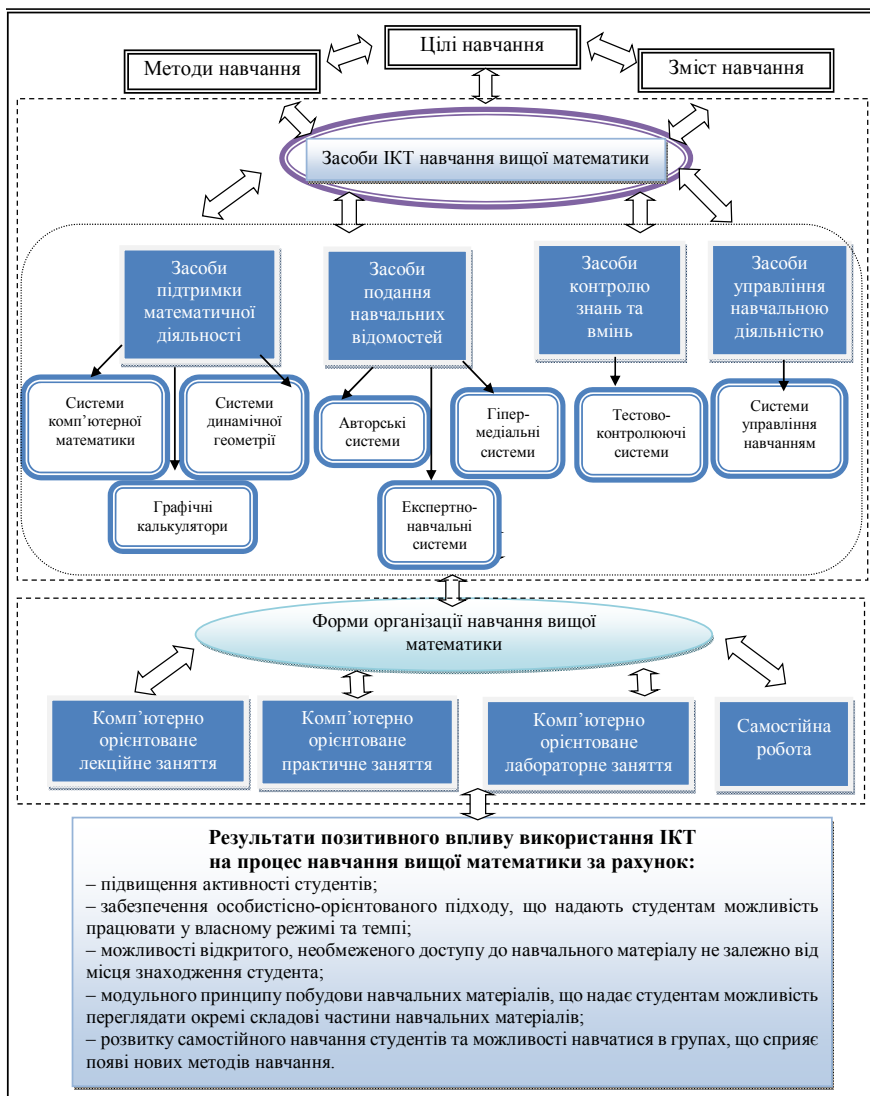 Цілі навчання
Методи навчання
Зміст навчання
Засоби ІКТ навчання вищої математики
Засоби
підтримки
математичної
діяльності
Засоби
подання
навчальних
відомостей
Засоби
контролю
знань та
вмінь
Засоби
управління
навчальною
діяльністю
Системи
комп’ютерної
математики
Системи
динамічної
геометрії
Авторські
системи
Гіпер-
медіальні
системи
Тестово-
контролюючі
системи
Системи
управління
навчанням
Графічні
калькулятори
Експертно-
навчальні
системи
Форми організації навчання вищої
математики
Комп’ютерно
орієнтоване
лекційне заняття
Комп’ютерно
орієнтоване
практичне заняття
Комп’ютерно
орієнтоване
лабораторне заняття
Самостійна
робота
Результати позитивного впливу використання ІКТ
на процес навчання вищої математики за рахунок:
– підвищення активності студентів;
– забезпечення особистісно-орієнтованого підходу, що надають студентам можливість
працювати у власному режимі та темпі;
– можливості відкритого, необмеженого доступу до навчального матеріалу не залежно від
місця знаходження студента;
– модульного принципу побудови навчальних матеріалів, що надає студентам можливість
переглядати окремі складові частини навчальних матеріалів;
– розвитку самостійного навчання студентів та можливості навчатися в групах, що сприяє
появі нових методів навчання.